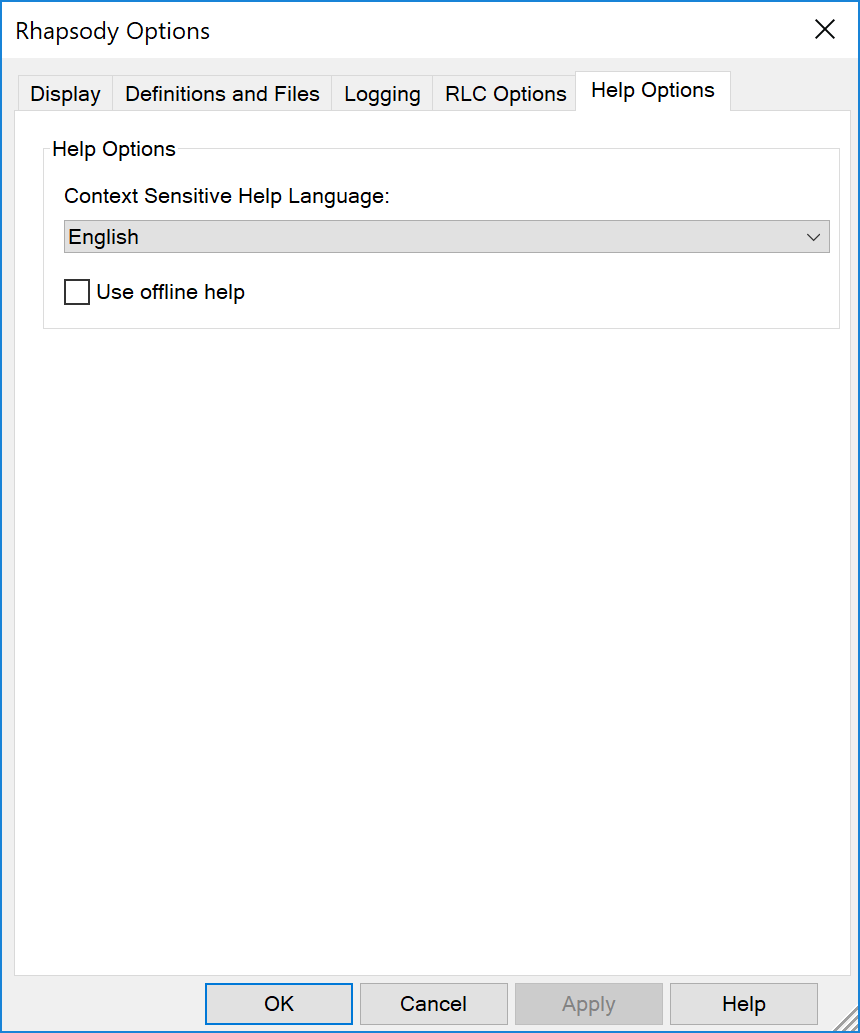 Rhapsody Options
Display Definitions and Files Logging RLC Options Help Options
Help Options
Context Sensitive Help Language:
English
Use offline help
OK Cancel Apply Help